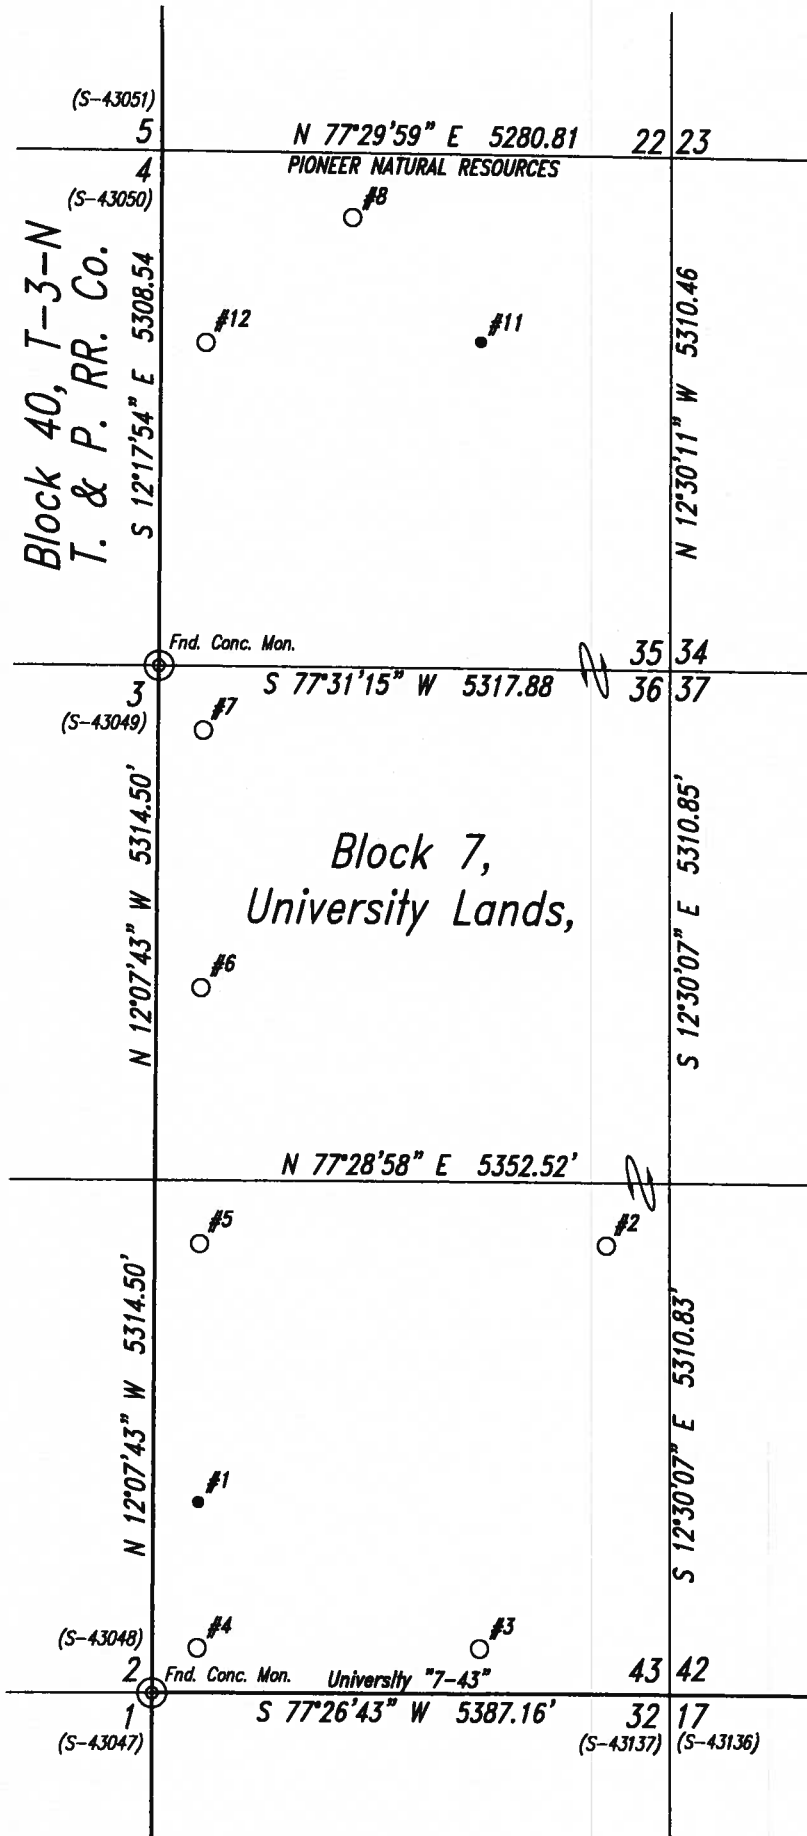 (S-43051)
5
N 77°29'59" E 5280.81
22 23
4
PIONEER NATURAL RESOURCES
(S-43050)
#8
Block 40, T-3-N
T. & P. RR. Co.
S 12°17'54" E 5308.54
#12
#11
N 12°30'11" W 5310.46
Fnd. Conc. Mon.
35 34
3
S 77°31'15" W 5317.88
36 37
(S-43049)
#7
N 12°07'43" W 5314.50'
Block 7,
University Lands,
S 12°30'07" E 5310.85'
#6
N 77°28'58" E 5352.52'
#5
#2
N 12°07'43" W 5314.50'
S 12°30'07" E 5310.83'
#1
(S-43048)
#4
#3
2
Fnd. Conc. Mon.
University "7-43"
43 42
1
S 77°26'43" W 5387.16'
32 17
(S-43047)
(S-43137)
(S-43136)